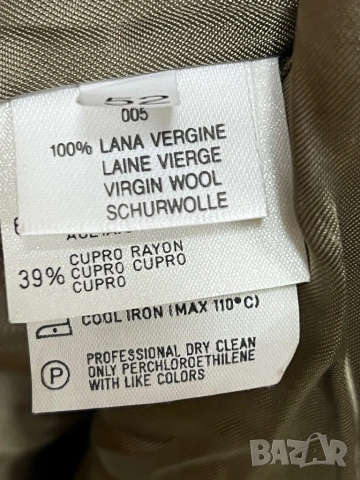 52
005
100% LANA VERGINE
LAINE VIERGE
VIRGIN WOOL
SCHURWOLLE
39% CUPRO RAYON
CUPRO CUPRO
CUPRO
COOL IRON (MAX 110°C)
P PROFESSIONAL DRY CLEAN
ONLY PERCHLOROETHILENE
WITH LIKE COLORS
BAZAR